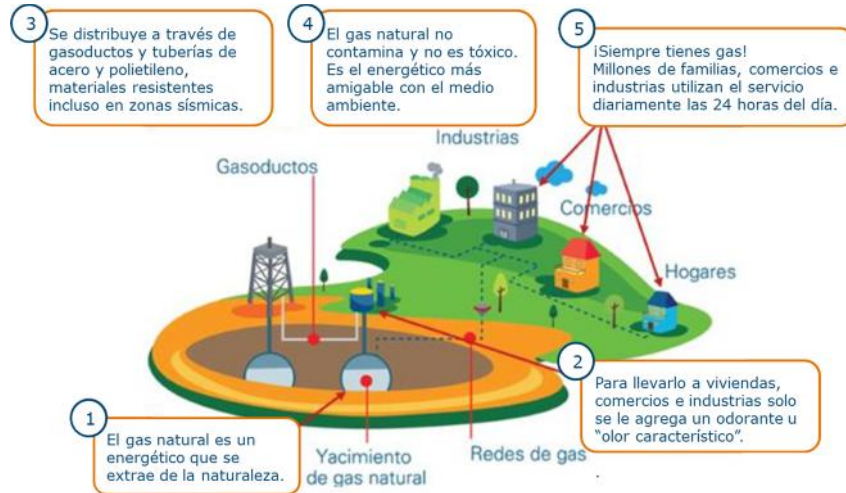 3
Se distribuye a través de
gasoductos y tuberías de
acero y polietileno,
materiales resistentes
incluso en zonas sísmicas.
4
El gas natural no
contamina y no es tóxico.
Es el energético más
amigable con el medio
ambiente.
5
¡Siempre tienes gas!
Millones de familias, comercios e
industrias utilizan el servicio
diariamente las 24 horas del día.
Industrias
Gasoductos
Comercios
Hogares
2
Para llevarlo a viviendas,
comercios e industrias solo
se le agrega un odorante u
“olor característico”.
1
El gas natural es un
energético que se
extrae de la naturaleza.
Yacimiento
de gas natural
Redes de gas
.